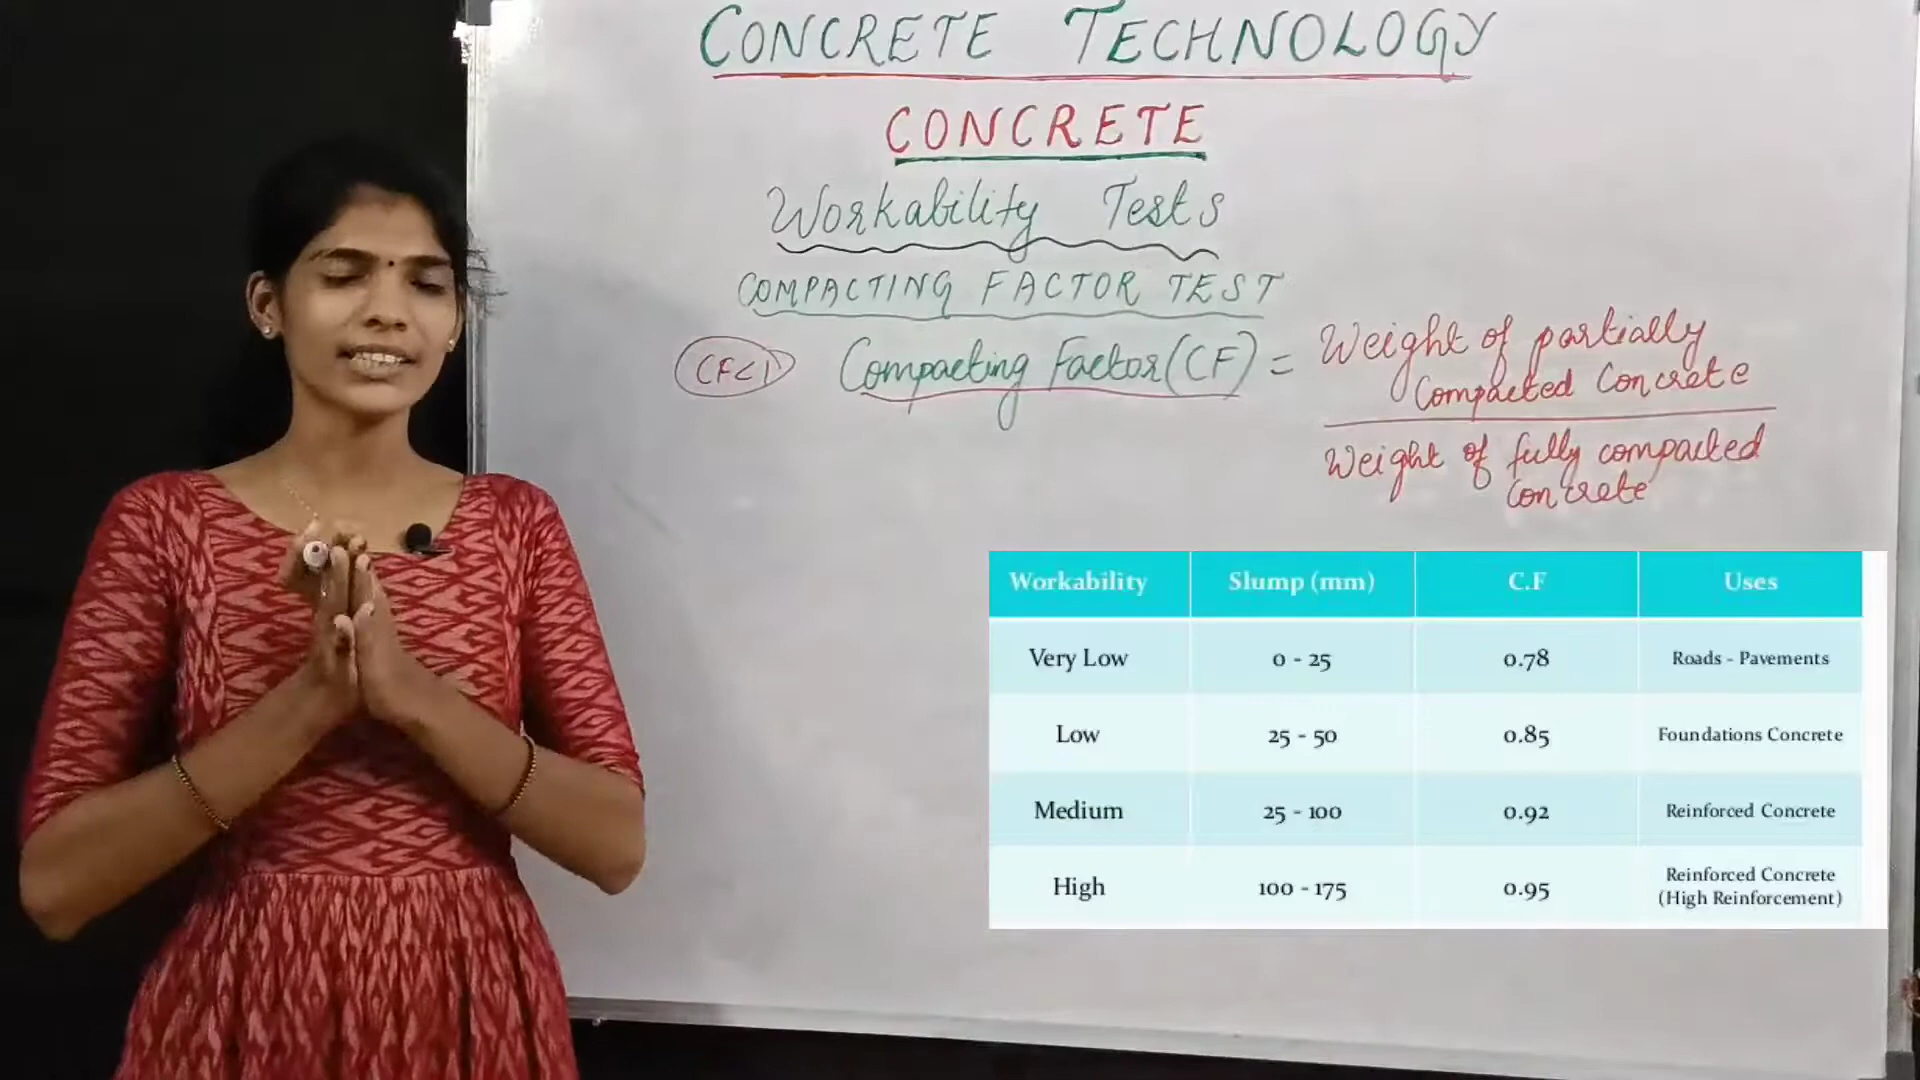 CONCRETE TECHNOLOGY
CONCRETE
Workability Tests
COMPACTING FACTOR TEST
CF<1 Compacting Factor (CF) = Weight of partially
Compacted Concrete
Weight of fully compacted
Concrete
Workability Slump (mm) C.F Uses
Very Low 0 - 25 0.78 Roads - Pavements
Low 25 - 50 0.85 Foundations Concrete
Medium 25 - 100 0.92 Reinforced Concrete
High 100 - 175 0.95 Reinforced Concrete
(High Reinforcement)